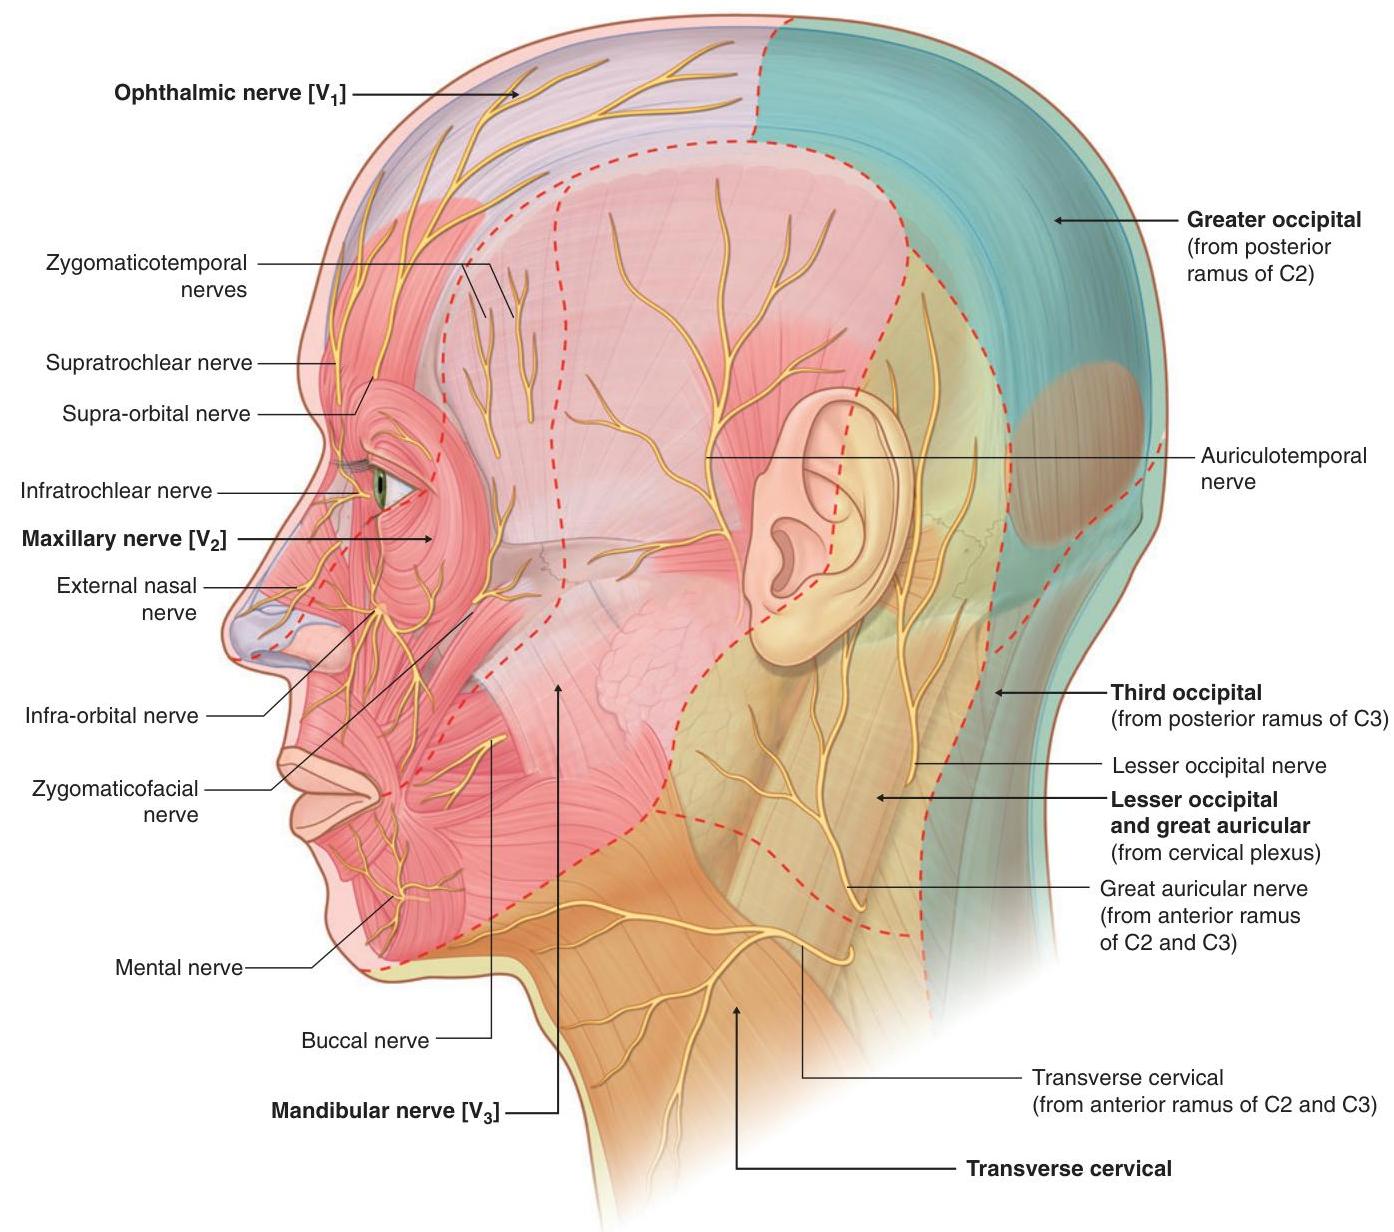 Ophthalmic nerve [V1]
Zygomaticotemporal
nerves
Supratrochlear nerve
Supra-orbital nerve
Infratrochlear nerve
Maxillary nerve [V2]
External nasal
nerve
Infra-orbital nerve
Zygomaticofacial
nerve
Mental nerve
Buccal nerve
Mandibular nerve [V3]
Greater occipital
(from posterior
ramus of C2)
Auriculotemporal
nerve
Third occipital
(from posterior ramus of C3)
Lesser occipital nerve
Lesser occipital
and great auricular
(from cervical plexus)
Great auricular nerve
(from anterior ramus
of C2 and C3)
Transverse cervical
(from anterior ramus of C2 and C3)
Transverse cervical